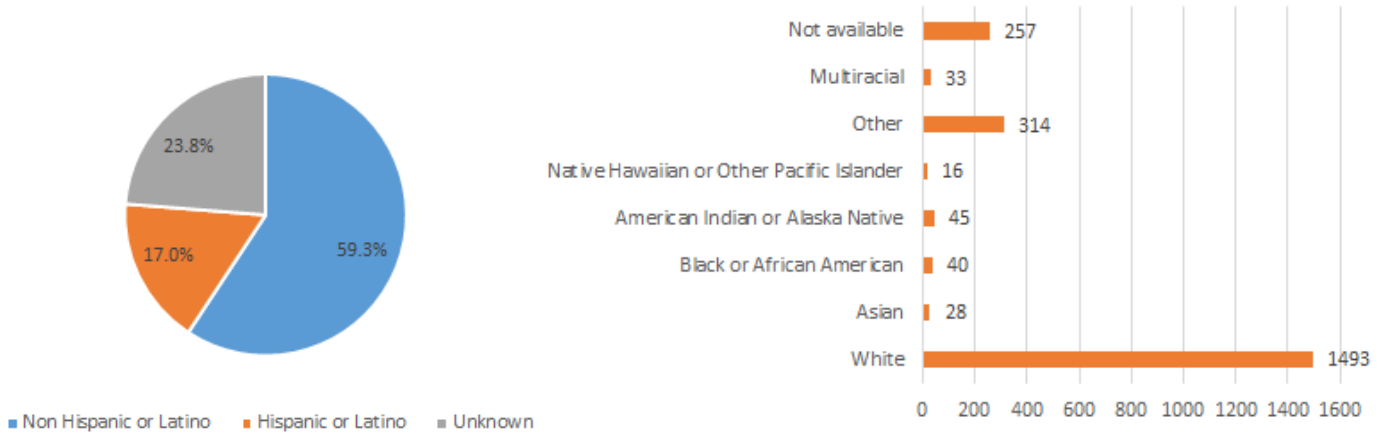 23.8%
17.0%
59.3%
Non Hispanic or Latino Hispanic or Latino Unknown
Not available 257
Multiracial 33
Other 314
Native Hawaiian or Other Pacific Islander 16
American Indian or Alaska Native 45
Black or African American 40
Asian 28
White 1493
0 200 400 600 800 1000 1200 1400 1600